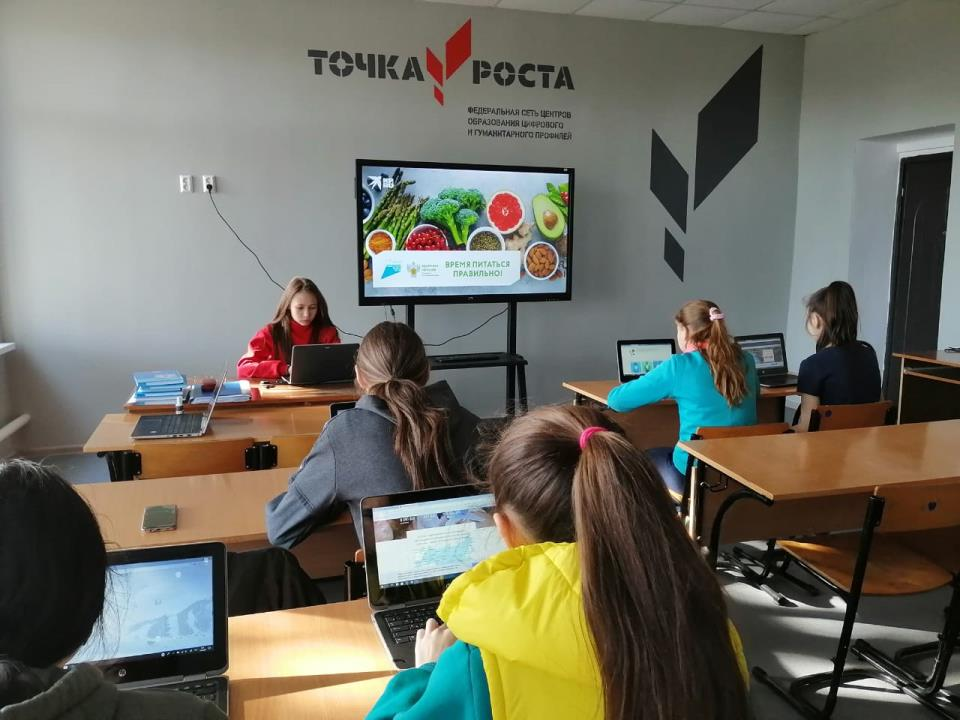 ТОЧКА РОСТА
ФЕДЕРАЛЬНАЯ СЕТЬ ЦЕНТРОВ
ОБРАЗОВАНИЯ ЦИФРОВОГО
И ГУМАНИТАРНОГО ПРОФИЛЕЙ
ВРЕМЯ ПИТАТЬСЯ
ПРАВИЛЬНО!